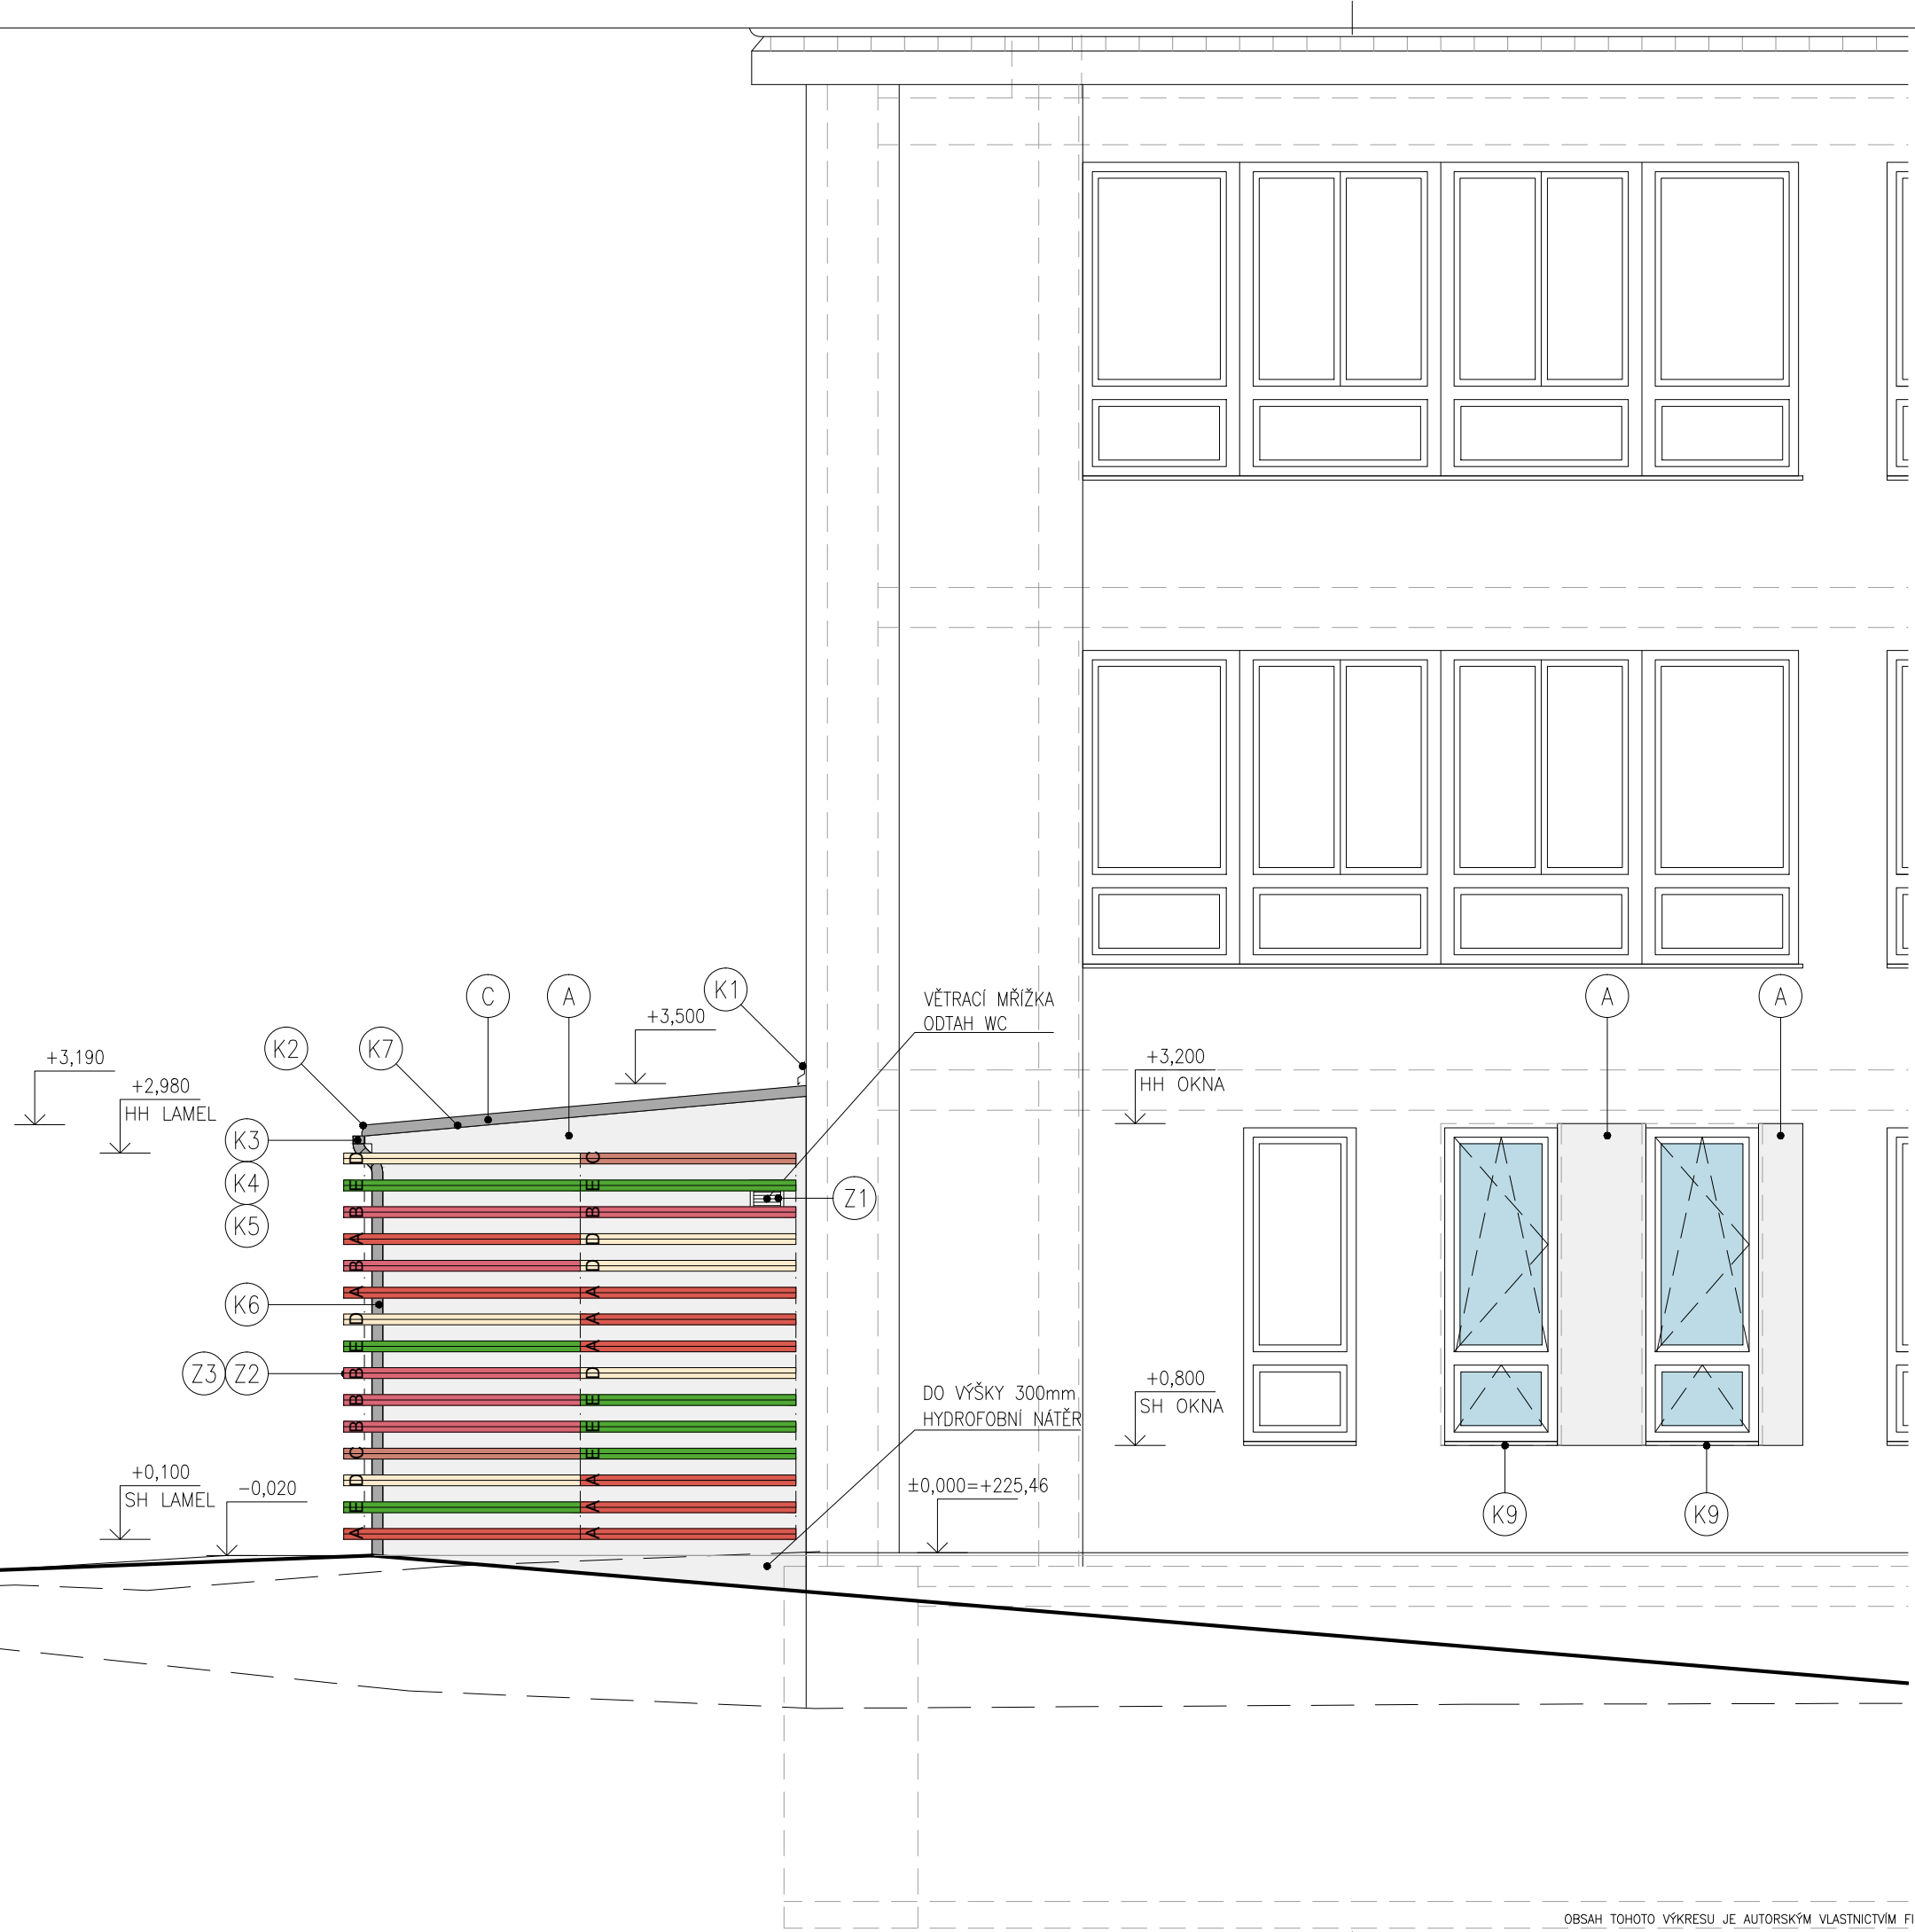 C
A
K1
K2
K7
+3,500
VĚTRACÍ MŘÍŽKA
ODTAH WC
A
A
+3,190
+2,980
HH LAMEL
+3,200
HH OKNA
K3
K4
K5
Z1
K6
Z3
Z2
D C
E E
B B
A D
B D
A A
D A
E A
B D
B E
B E
C E
D A
E A
A A
DO VÝŠKY 300mm
HYDROFOBNÍ NÁTĚR
+0,800
SH OKNA
+0,100
SH LAMEL
-0,020
±0,000=+225,46
K9
K9
OBSAH TOHOTO VÝKRESU JE AUTORSKÝM VLASTNICTVÍM